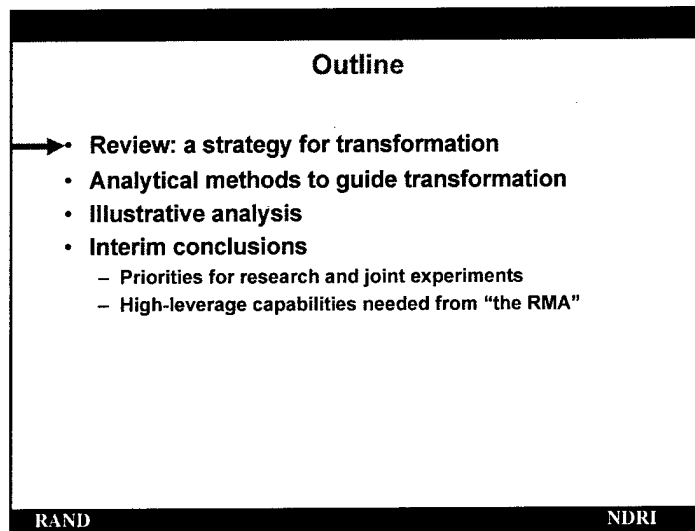 Outline
• Review: a strategy for transformation
• Analytical methods to guide transformation
• Illustrative analysis
• Interim conclusions
– Priorities for research and joint experiments
– High-leverage capabilities needed from “the RMA”
RAND
NDRI